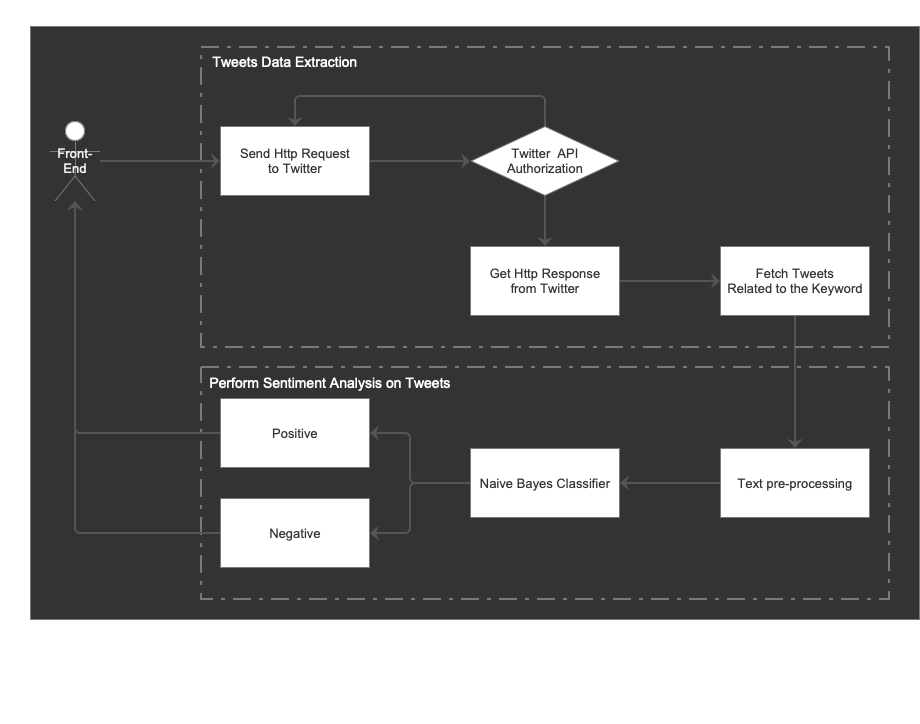 Tweets Data Extraction
Front-
End
Send Http Request
to Twitter
Twitter  API
Authorization
Get Http Response
from Twitter
Fetch Tweets
Related to the Keyword
Perform Sentiment Analysis on Tweets
Positive
Naive Bayes Classifier
Text pre-processing
Negative